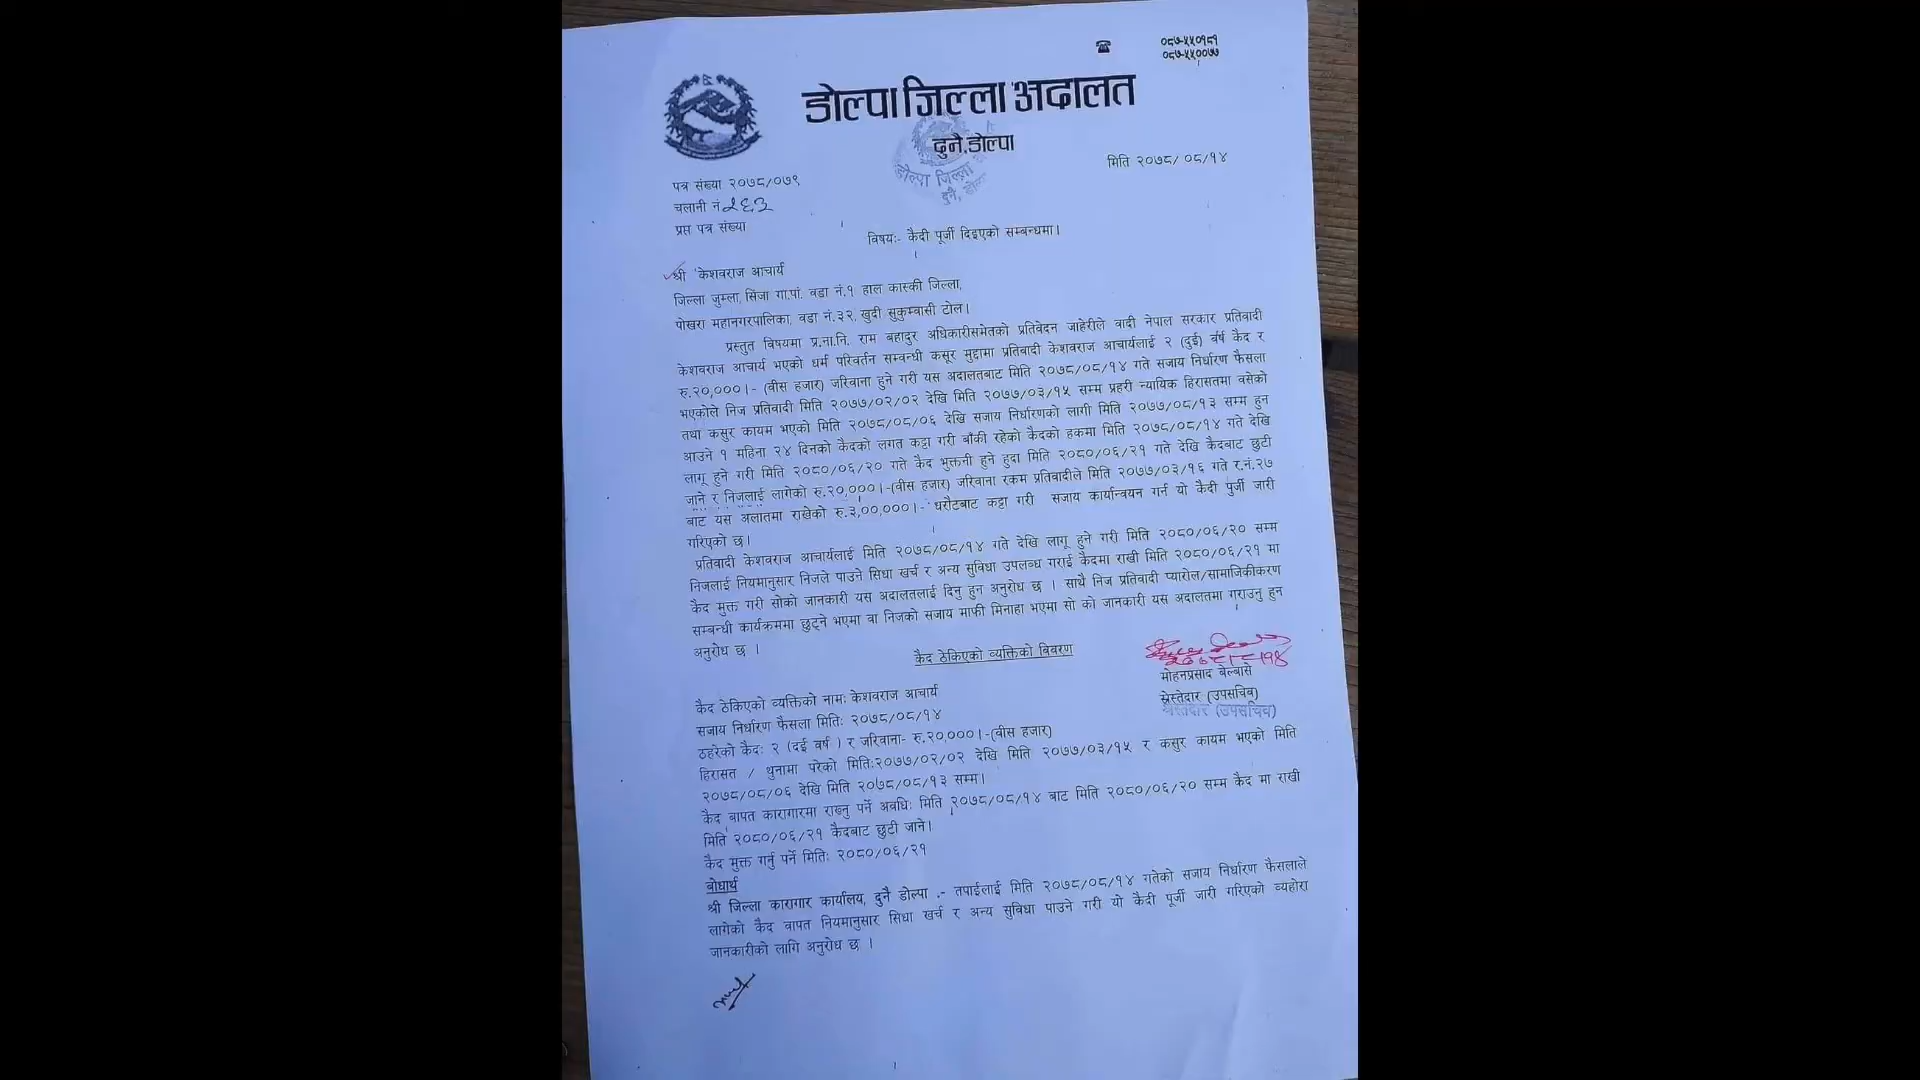 ०८७-५५०१८१
०८७-५५००७७
डोल्पा जिल्ला अदालत
दुनै, डोल्पा
मिति २०७८/०८/१४
पत्र संख्या २०७८/०७९
चलानी नं २६३
प्राप्त पत्र संख्या
विषयः- कैदी पूर्जी दिइएको सम्बन्धमा।
श्री केशवराज आचार्य
जिल्ला जुम्ला, सिंजा गा.पां. वडा नं.१ हाल कास्की जिल्ला,
पोखरा महानगरपालिका, वडा नं.३२, खुदी सुकुम्वासी टोल।
प्रस्तुत विषयमा प्र.ना.नि. राम बहादुर अधिकारीसमेतको प्रतिवेदन जाहेरीले वादी नेपाल सरकार प्रतिवादी
केशवराज आचार्य भएको धर्म परिवर्तन सम्बन्धी कसूर मुद्दामा प्रतिवादी केशवराज आचार्यलाई २ (दुई) वर्ष कैद र
रु.२०,०००।- (वीस हजार) जरिवाना हुने गरी यस अदालतबाट मिति २०७८/०८/१४ गते सजाय निर्धारण फैसला
भएकोले निज प्रतिवादी मिति २०७७/०२/०२ देखि मिति २०७७/०३/१५ सम्म प्रहरी न्यायिक हिरासतमा वसेको
तथा कसुर कायम भएको मिति २०७८/०८/०६ देखि सजाय निर्धारणको लागी मिति २०७७/०८/१३ सम्म हुन
आउने १ महिना २४ दिनको कैदको लगत कट्टा गरी बाँकी रहेको कैदको हकमा मिति २०७८/०८/१४ गते देखि
लागू हुने गरी मिति २०८०/०६/२० गते कैद भुक्तनी हुने हुदा मिति २०८०/०६/२१ गते देखि कैदबाट छुटी
जाने र निजलाई लागेको रु.२०,०००।-(वीस हजार) जरिवाना रकम प्रतिवादीले मिति २०७७/०३/१६ गते र.नं.२७
बाट यस अलातमा राखेको रु.३,००,०००।- धरौटबाट कट्टा गरी सजाय कार्यान्वयन गर्न यो कैदी पुर्जी जारी
गरिएको छ।
प्रतिवादी केशवराज आचार्यलाई मिति २०७८/०८/१४ गते देखि लागू हुने गरी मिति २०८०/०६/२० सम्म
निजलाई नियमानुसार निजले पाउने सिधा खर्च र अन्य सुविधा उपलब्ध गराई कैदमा राखी मिति २०८०/०६/२१ मा
कैद मुक्त गरी सोको जानकारी यस अदालतलाई दिनु हुन अनुरोध छ । साथै निज प्रतिवादी प्यारोल/सामाजिकीकरण
सम्बन्धी कार्यक्रममा छुट्ने भएमा वा निजको सजाय माफी मिनाहा भएमा सो को जानकारी यस अदालतमा गराउनु हुन
अनुरोध छ ।
कैद ठेकिएको व्यक्तिको विवरण
२०७८।८।१४
मोहनप्रसाद बेल्बासे
श्रेस्तेदार (उपसचिव)
श्रेस्तेदार (उपसचिव)
कैद ठेकिएको व्यक्तिको नामः केशवराज आचार्य
सजाय निर्धारण फैसला मितिः २०७८/०८/१४
ठहरेको कैदः २ (दई वर्ष ) र जरिवाना- रु.२०,०००।-(वीस हजार)
हिरासत / थुनामा परेको मितिः२०७७/०२/०२ देखि मिति २०७७/०३/१५ र कसुर कायम भएको मिति
२०७८/०८/०६ देखि मिति २०७८/०८/१३ सम्म।
कैद बापत कारागारमा राख्नु पर्ने अवधिः मिति २०७८/०८/१४ बाट मिति २०८०/०६/२० सम्म कैद मा राखी
मिति २०८०/०६/२१ कैदबाट छुटी जाने।
कैद मुक्त गर्नु पर्ने मितिः २०८०/०६/२१
बोधार्थ
श्री जिल्ला कारागार कार्यालय, दुनै डोल्पा .- तपाईलाई मिति २०७८/०८/१४ गतेको सजाय निर्धारण फैसलाले
लागेको कैद वापत नियमानुसार सिधा खर्च र अन्य सुविधा पाउने गरी यो कैदी पूर्जी जारी गरिएको व्यहोरा
जानकारीको लागि अनुरोध छ ।